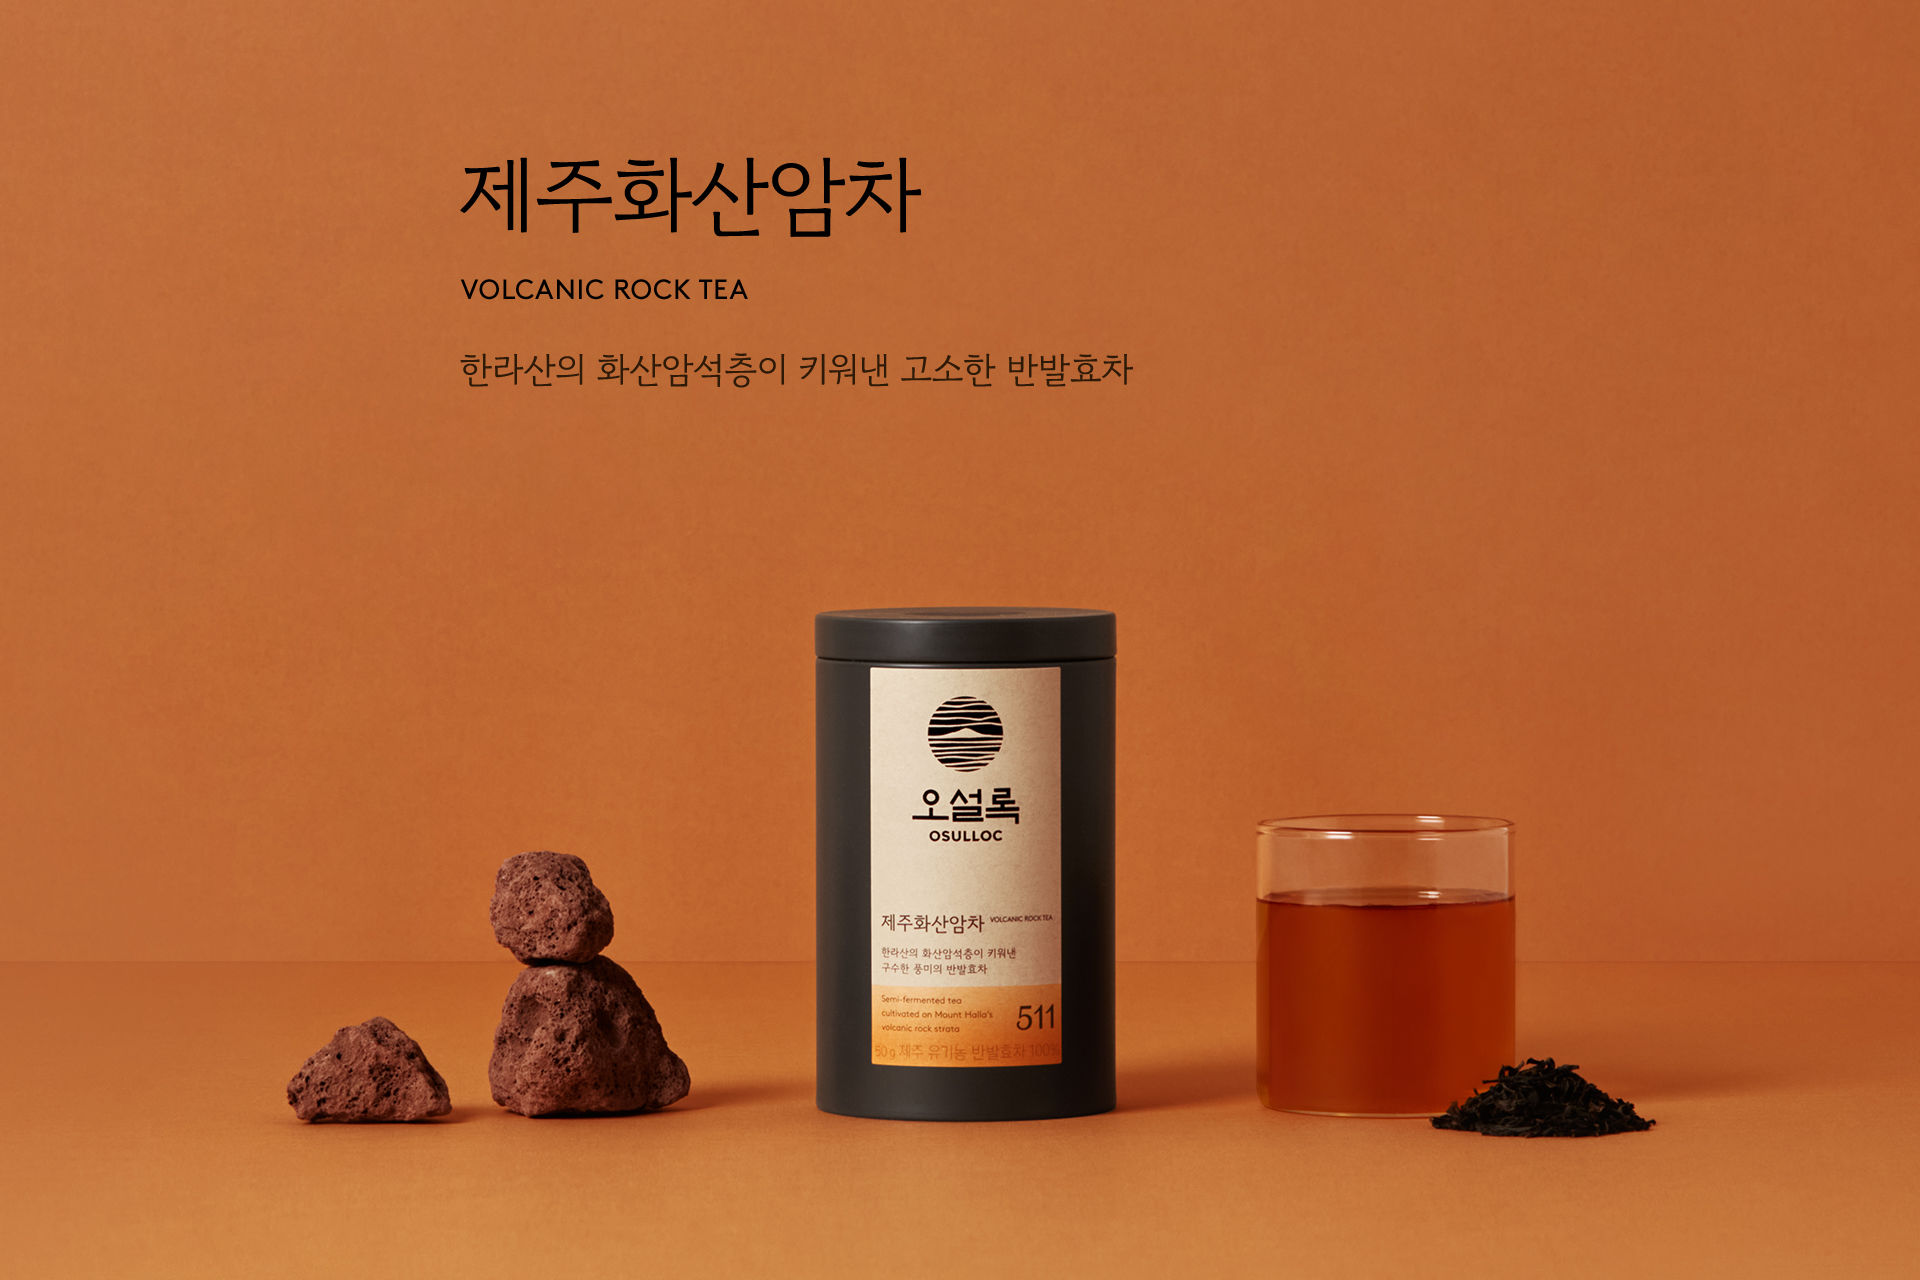 제주화산암차
VOLCANIC ROCK TEA
한라산의 화산암석층이 키워낸 고소한 반발효차
오설록
OSULLOC
제주화산암차 VOLCANIC ROCK TEA
한라산의 화산암석층이 키워낸
구수한 풍미의 반발효차
Semi-fermented tea
cultivated on Mount Halla's
volcanic rock strata
511
50 g 제주 유기농 반발효차 100%